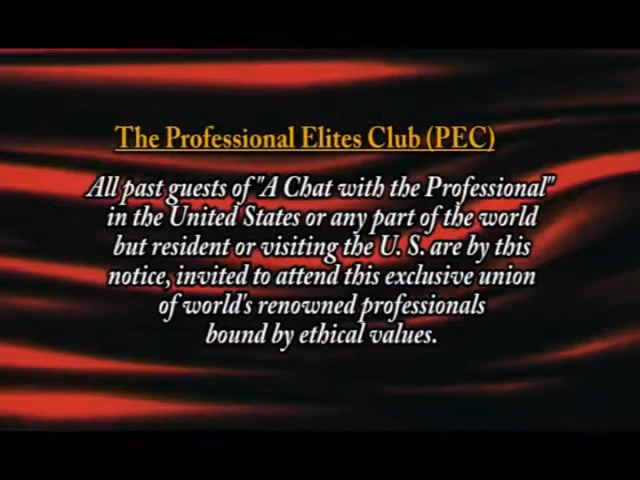 The Professional Elites Club (PEC)
All past guests of "A Chat with the Professional"
in the United States or any part of the world
but resident or visiting the U. S. are by this
notice, invited to attend this exclusive union
of world's renowned professionals
bound by ethical values.